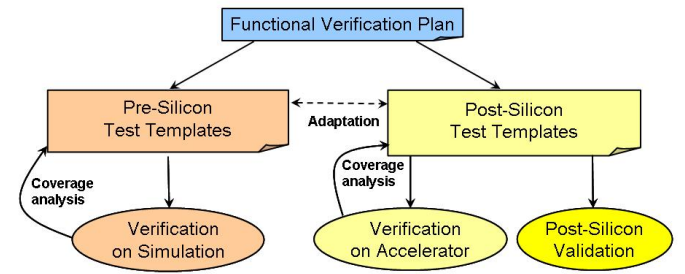 Functional Verification Plan
Pre-Silicon
Test Templates
Adaptation
Post-Silicon
Test Templates
Coverage
analysis
Coverage
analysis
Verification
on Simulation
Verification
on Accelerator
Post-Silicon
Validation